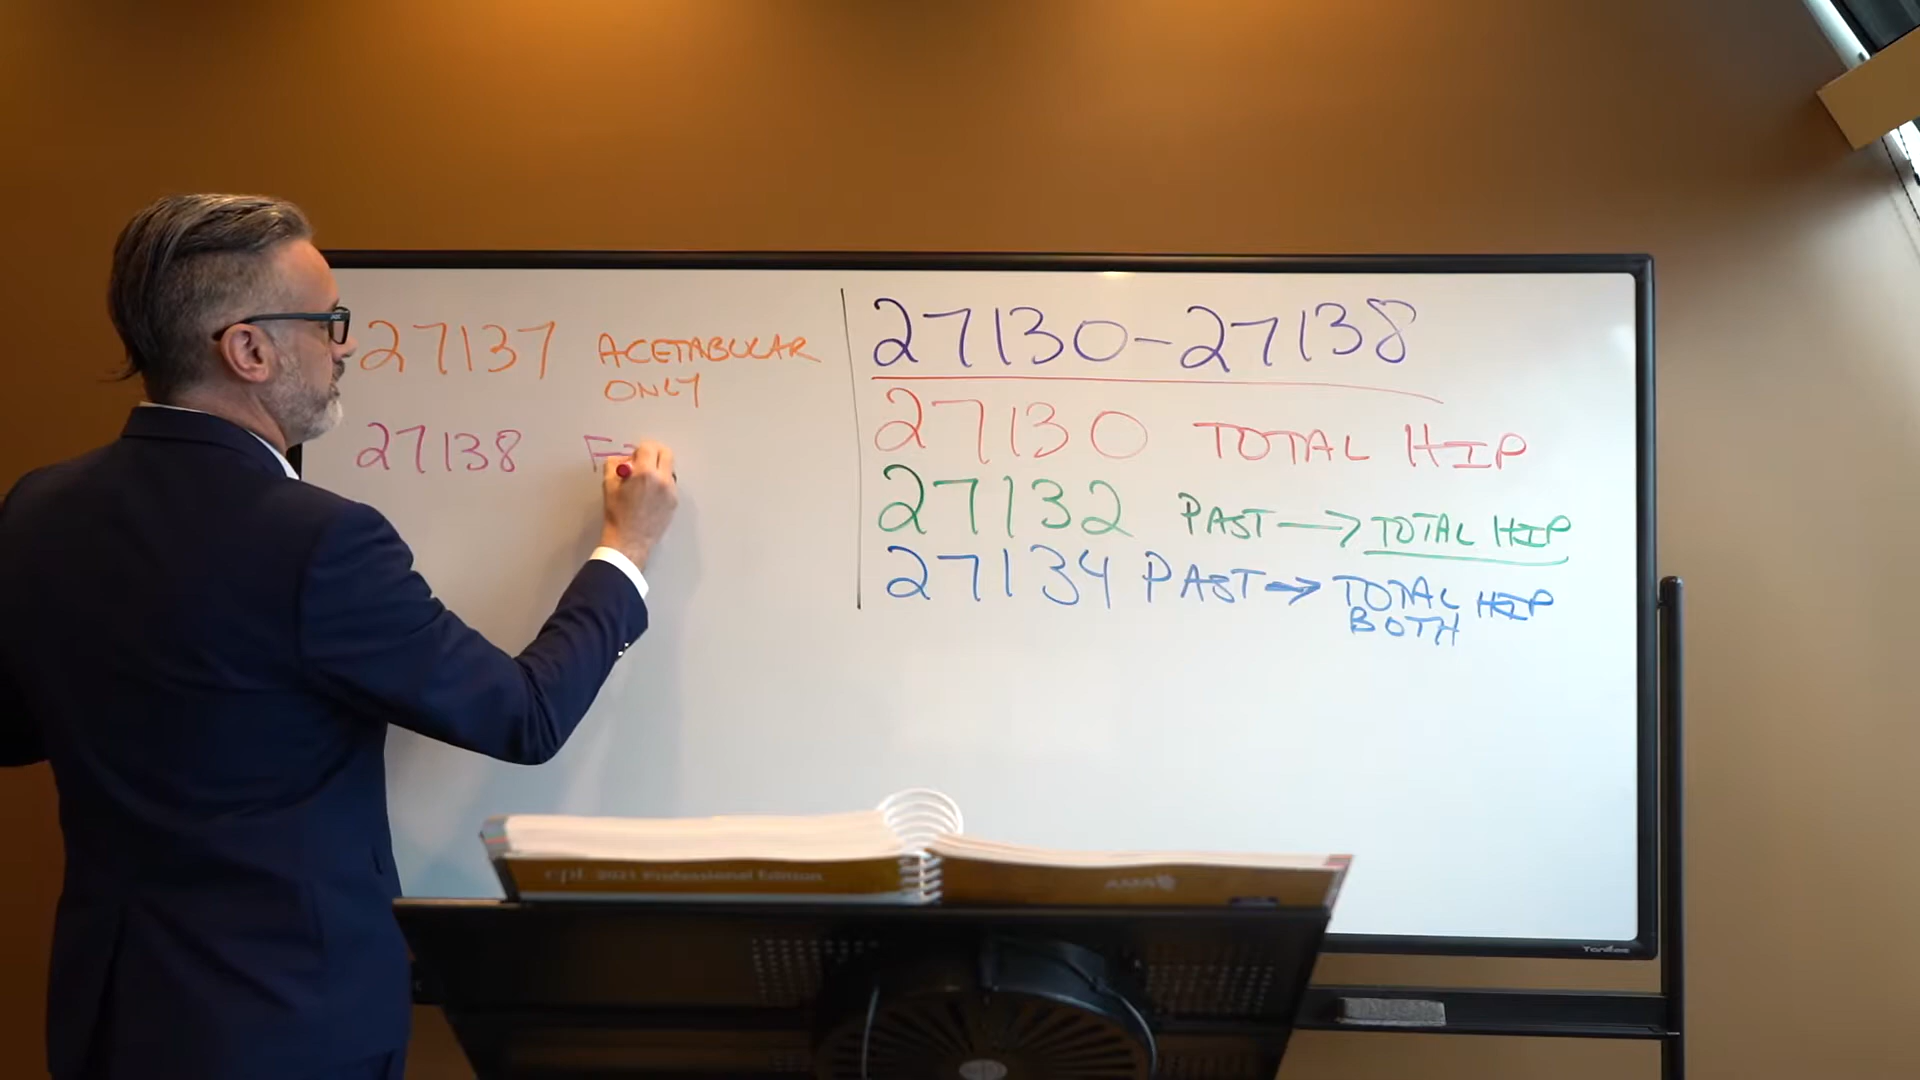 27137 ACETABULAR
ONLY
27138
27130-27138
27130 TOTAL HIP
27132 PAST → TOTAL HIP
27134 PAST → TOTAL HIP
BOTH
cpt 2021 Professional Edition
AMA